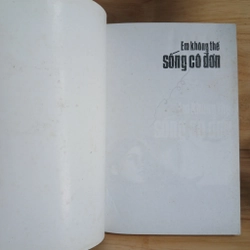 Em không thể
sống cô đơn